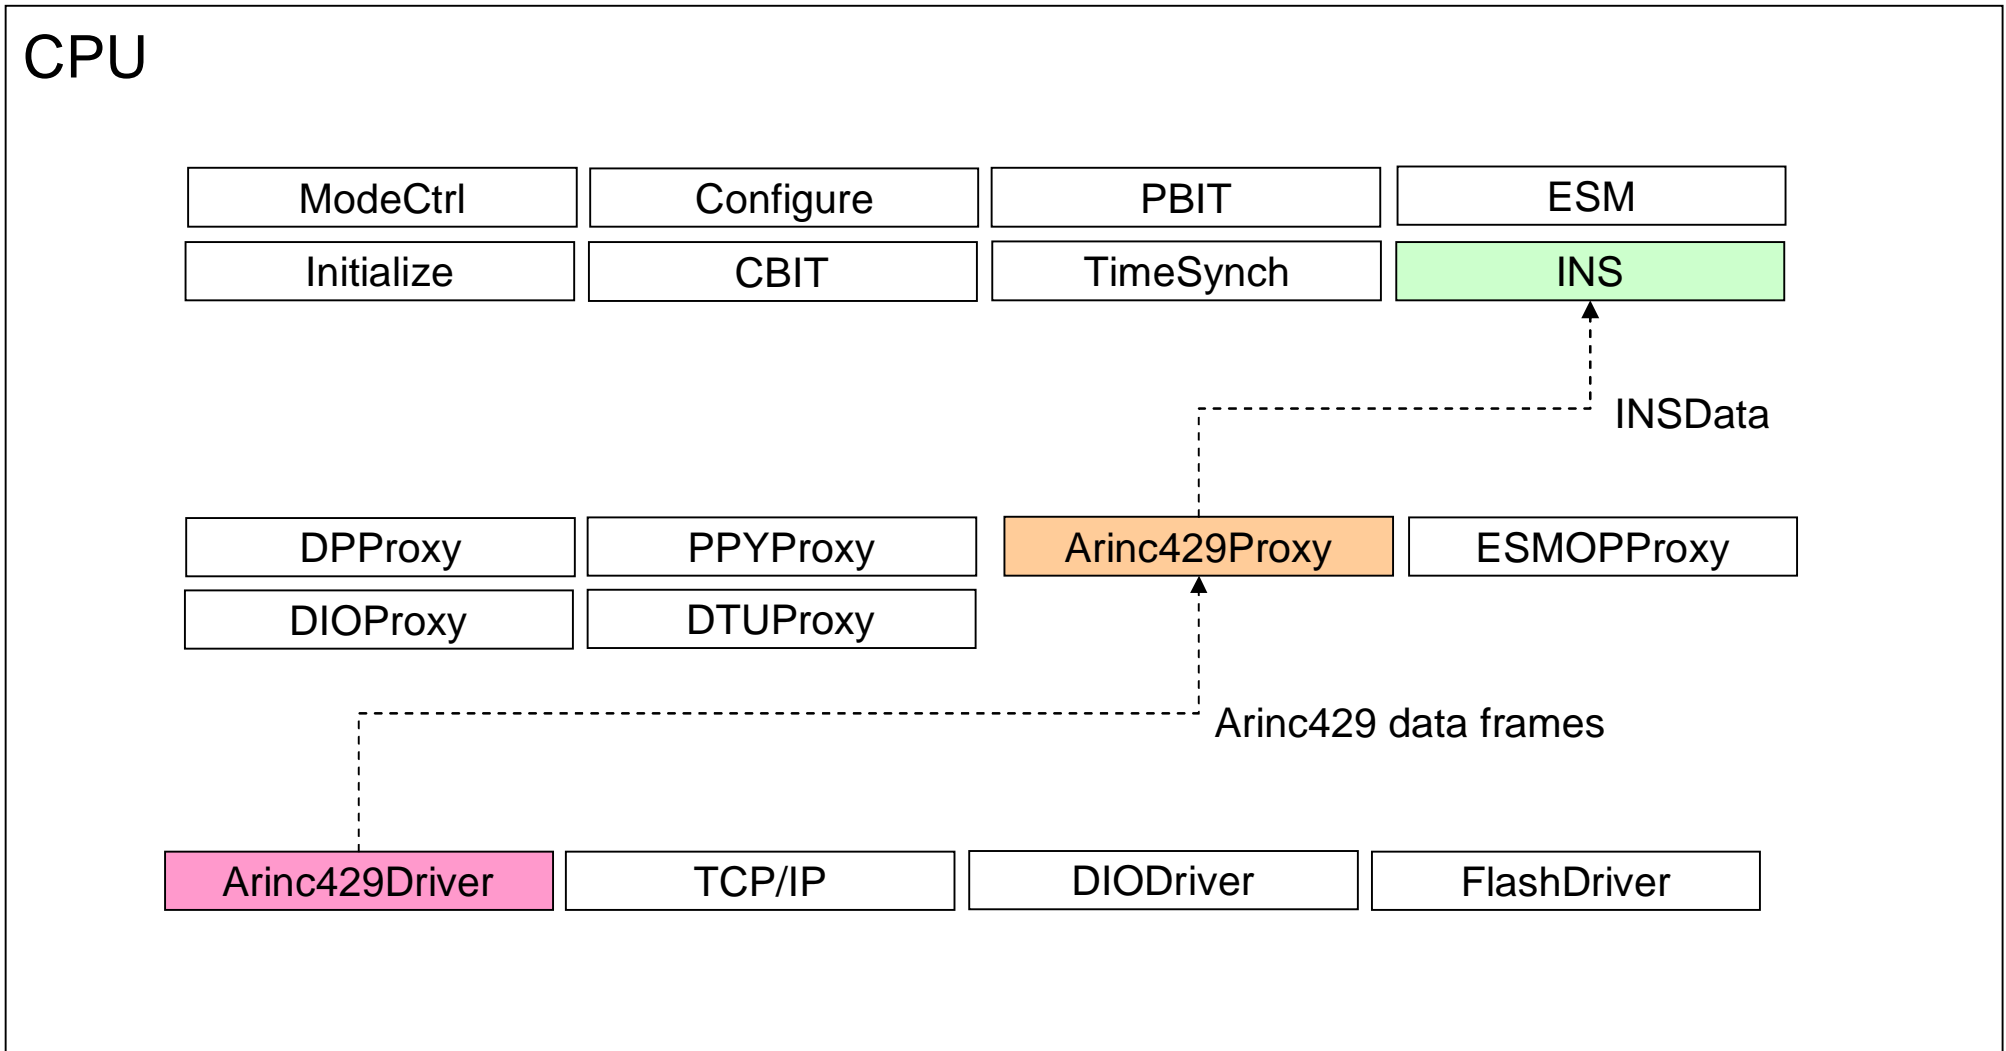 CPU
ModeCtrl
Configure
PBIT
ESM
Initialize
CBIT
TimeSynch
INS
INSData
DPProxy
PPYProxy
Arinc429Proxy
ESMOPProxy
DIOProxy
DTUProxy
Arinc429 data frames
Arinc429Driver
TCP/IP
DIODriver
FlashDriver